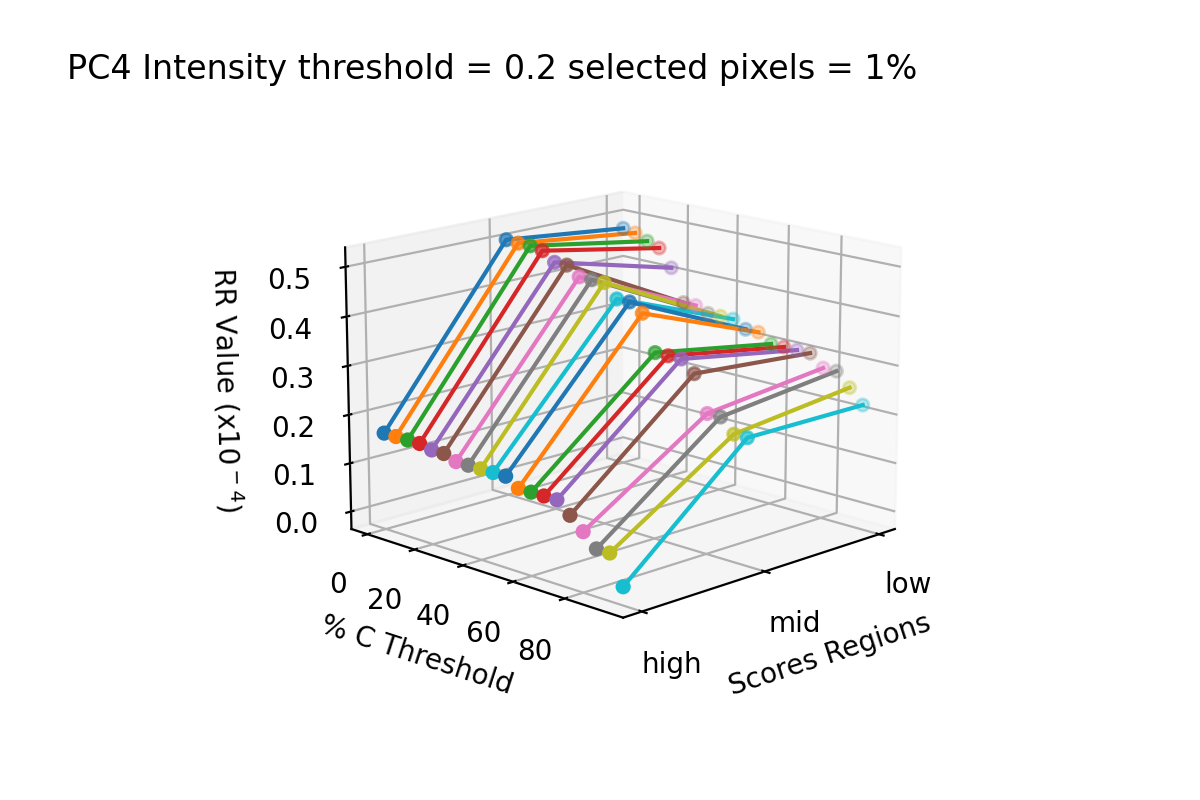 PC4 Intensity threshold = 0.2 selected pixels = 1%
RR Value (x10⁻⁴)
0.5
0.4
0.3
0.2
0.1
0.0
0
20
40
60
80
% C Threshold
high
mid
low
Scores Regions